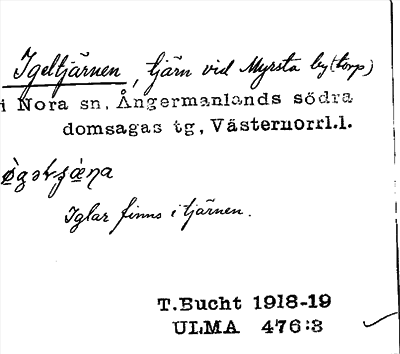 Igeltjärnen, tjärn vid Myrsta by (torp)
i Nora sn, Ångermanlands södra
domsagas tg, Västernorrl.l.
Iglar finns i tjärnen.
T.Bucht 1918-19
ULMA 476:3